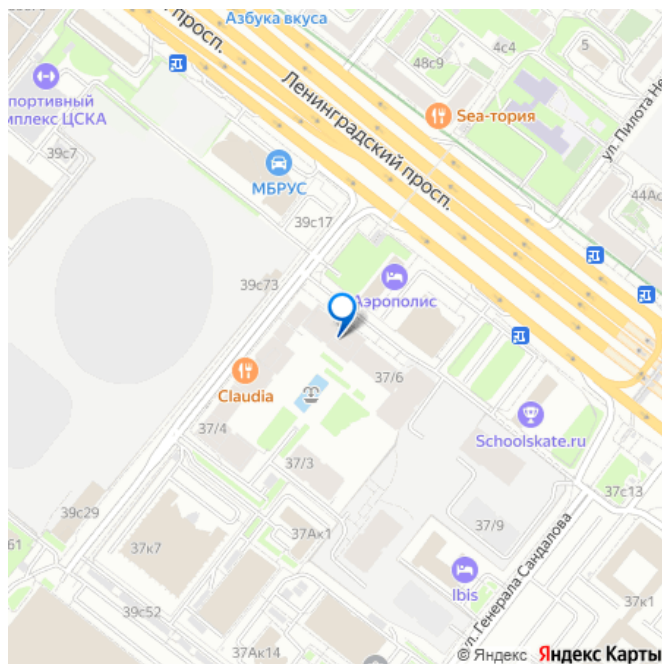 Азбука вкуса
просп.
48с9
4с4
5
портивный
мплекс ЦСКА
Ленинградский просп.
Sea-тория
39с7
МБРУС
ул. Пилота Не
44Ас
39с17
39с73
Аэрополис
Claudia
37/6
37/4
Schoolskate.ru
37/3
37с13
39с29
37Ак1
37/9
61
37к7
ул. Генерала Сандалова
Ibis
39с52
37к1
37Ак14
© Яндекс Яндекс Карты